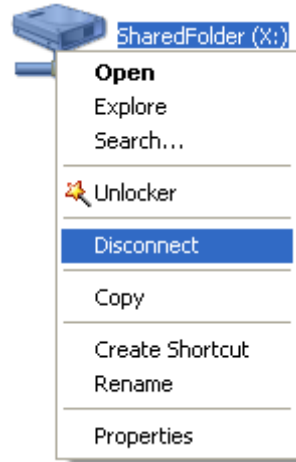 SharedFolder (X:)
Open
Explore
Search...
Unlocker
Disconnect
Copy
Create Shortcut
Rename
Properties